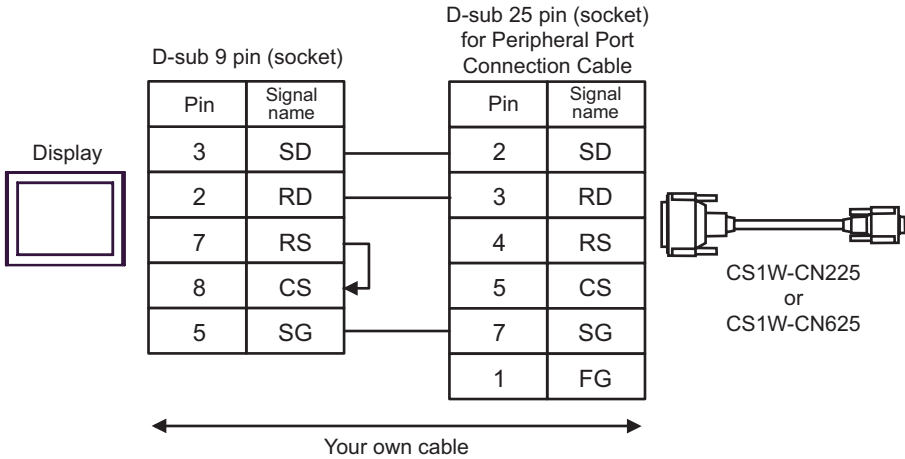 D-sub 25 pin (socket)
for Peripheral Port
Connection Cable
D-sub 9 pin (socket)
Pin Signal name Pin Signal name
Display
3 SD 2 SD
2 RD 3 RD
7 RS 4 RS
8 CS 5 CS
5 SG 7 SG
1 FG
CS1W-CN225
or
CS1W-CN625
Your own cable